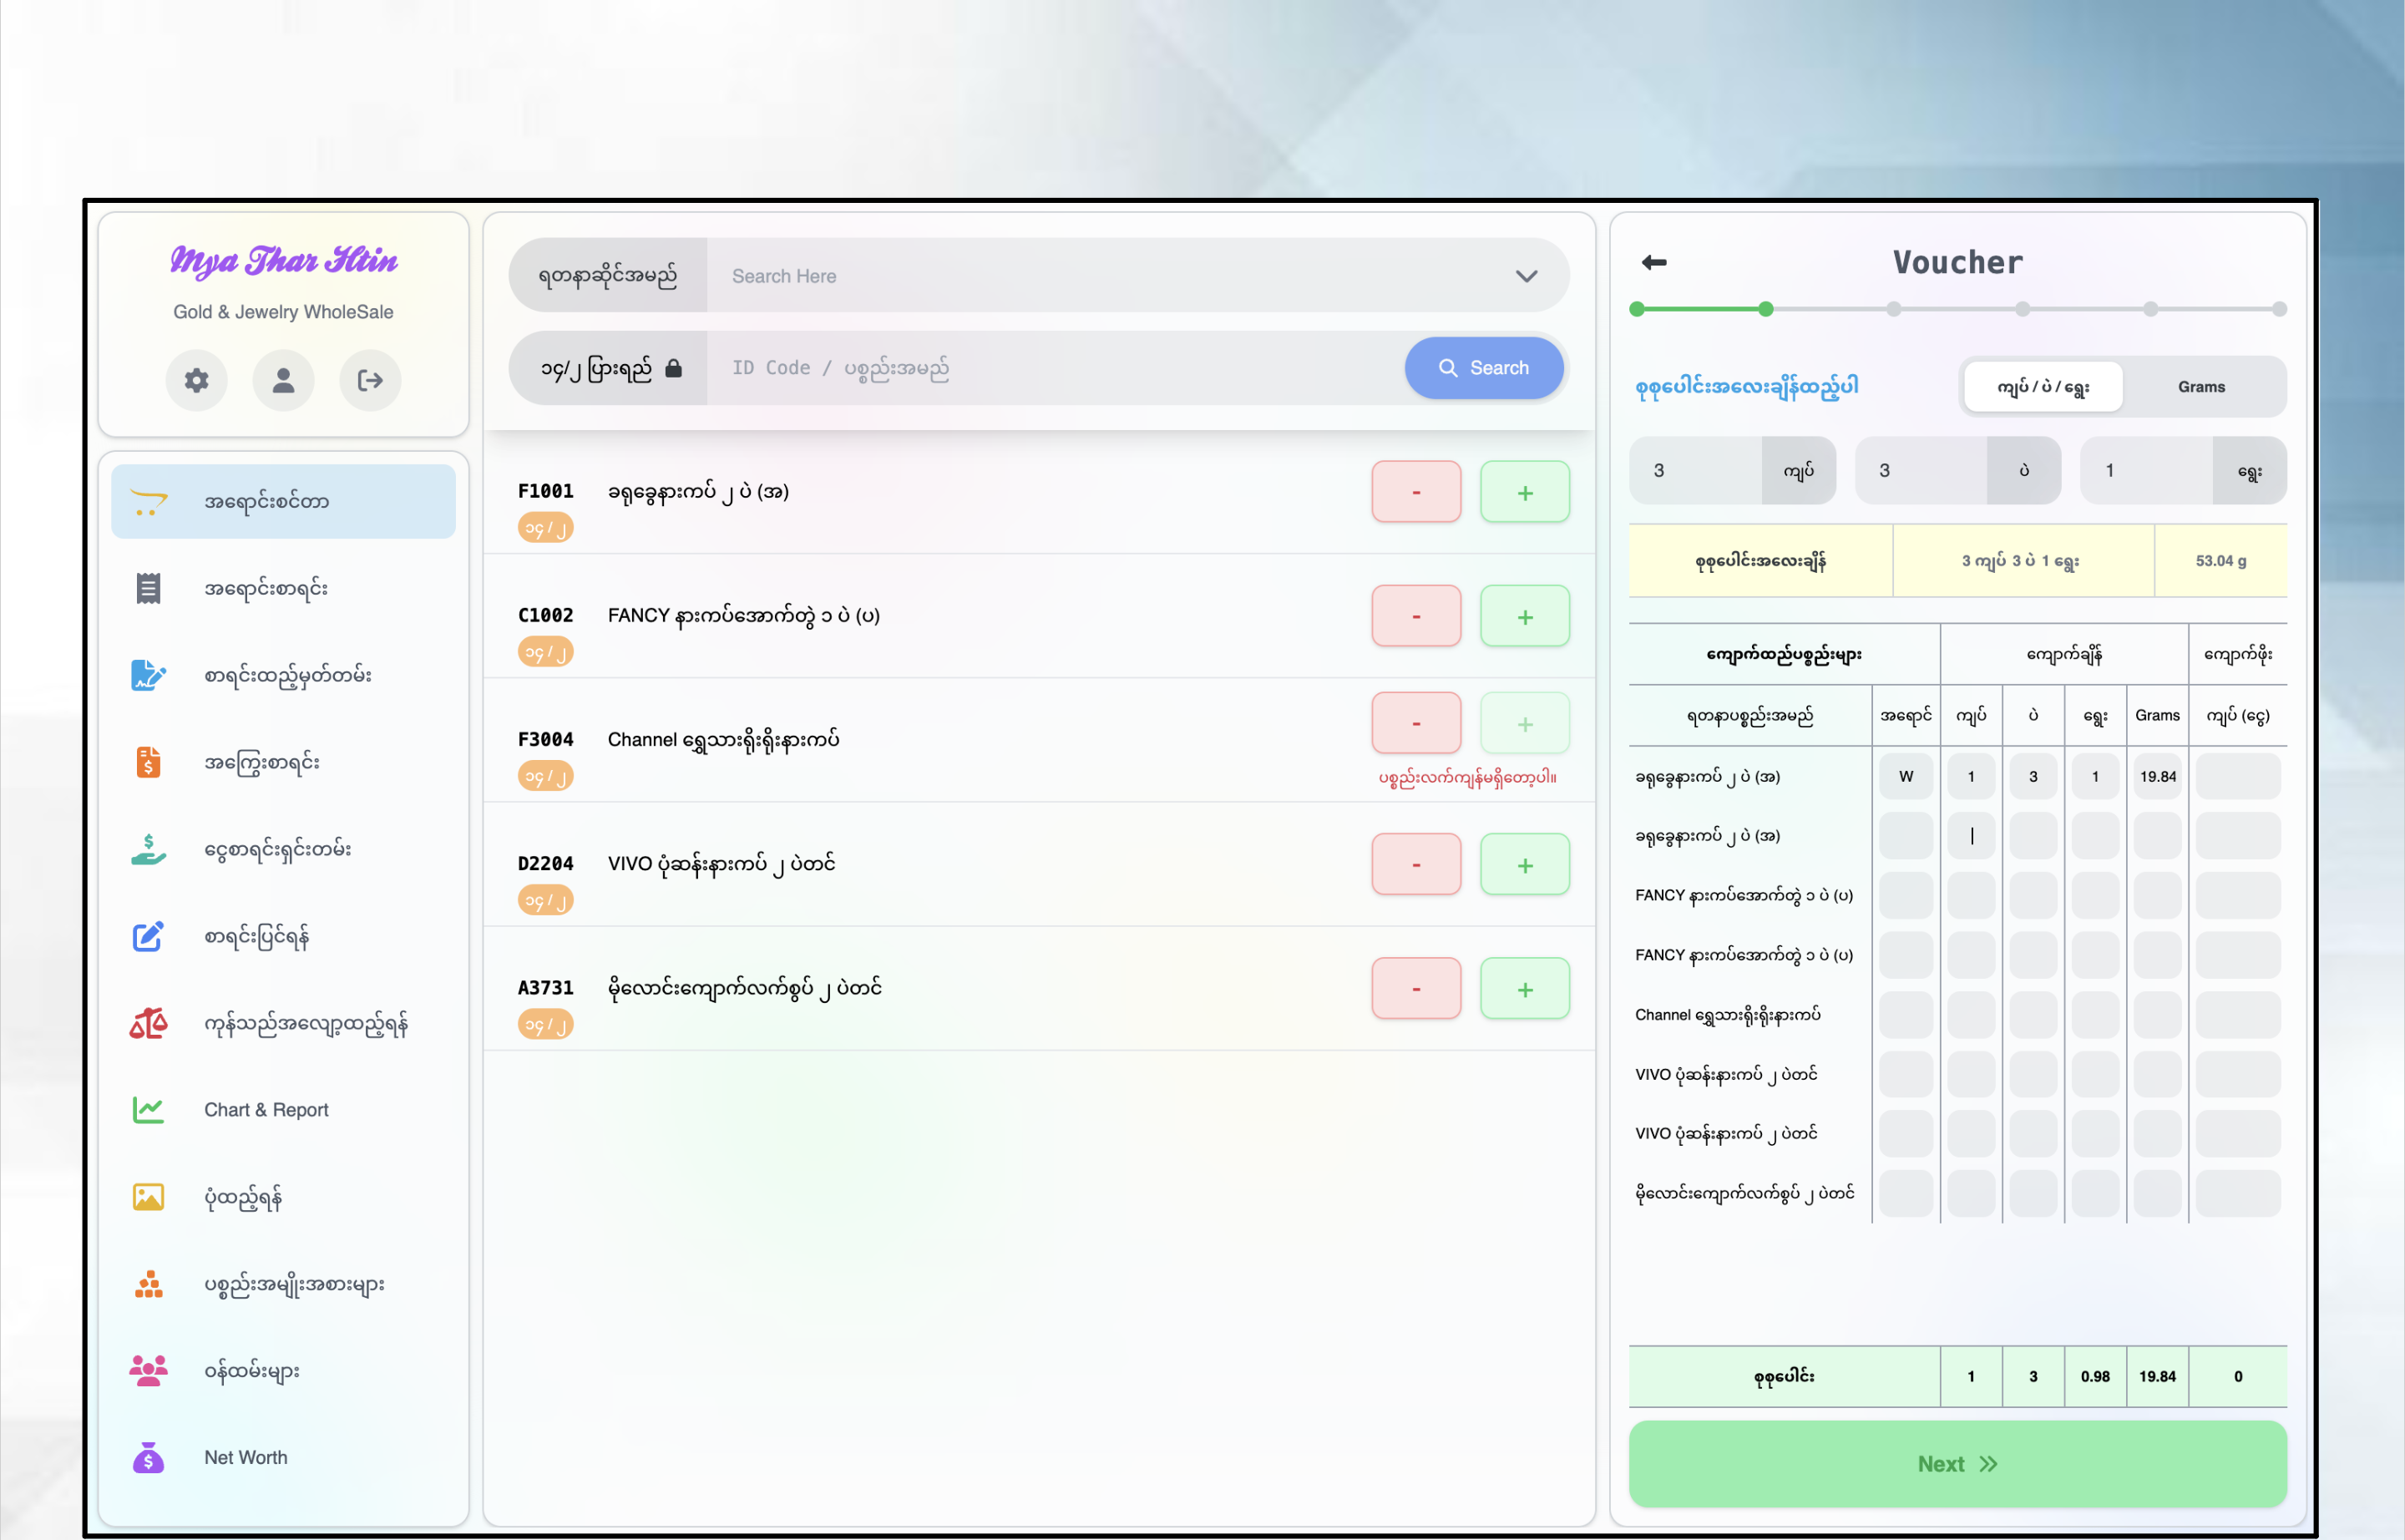 Mya Thar Htin
Gold & Jewelry WholeSale
အရောင်းစင်တာ
အရောင်းစာရင်း
စာရင်းထည့်မှတ်တမ်း
အကြွေးစာရင်း
ငွေစာရင်းရှင်းတမ်း
စာရင်းပြင်ရန်
ကုန်သည်အလျော့ထည့်ရန်
Chart & Report
ပုံထည့်ရန်
ပစ္စည်းအမျိုးအစားများ
ဝန်ထမ်းများ
Net Worth
ရတနာဆိုင်အမည် Search Here
၁၄/၂ ပြားရည် ID Code / ပစ္စည်းအမည် Search
F1001 ခရုခွေနားကပ် ၂ ပဲ (အ) - +
၁၄/၂
C1002 FANCY နားကပ်အောက်တွဲ ၁ ပဲ (ပ) - +
၁၄/၂
F3004 Channel ရွှေသားရိုးရိုးနားကပ် - +
၁၄/၂ ပစ္စည်းလက်ကျန်မရှိတော့ပါ။
D2204 VIVO ပုံဆန်းနားကပ် ၂ ပဲတင် - +
၁၄/၂
A3731 မိုလောင်းကျောက်လက်စွပ် ၂ ပဲတင် - +
၁၄/၂
Voucher
စုစုပေါင်းအလေးချိန်ထည့်ပါ ကျပ် / ပဲ / ရွေး Grams
3 ကျပ် 3 ပဲ 1 ရွေး
စုစုပေါင်းအလေးချိန် 3 ကျပ် 3 ပဲ 1 ရွေး 53.04 g
ကျောက်ထည်ပစ္စည်းများ ကျောက်ချိန် ကျောက်ဖိုး
ရတနာပစ္စည်းအမည် အရောင် ကျပ် ပဲ ရွေး Grams ကျပ် (ငွေ)
ခရုခွေနားကပ် ၂ ပဲ (အ) W 1 3 1 19.84
ခရုခွေနားကပ် ၂ ပဲ (အ)
FANCY နားကပ်အောက်တွဲ ၁ ပဲ (ပ)
FANCY နားကပ်အောက်တွဲ ၁ ပဲ (ပ)
Channel ရွှေသားရိုးရိုးနားကပ်
VIVO ပုံဆန်းနားကပ် ၂ ပဲတင်
VIVO ပုံဆန်းနားကပ် ၂ ပဲတင်
မိုလောင်းကျောက်လက်စွပ် ၂ ပဲတင်
စုစုပေါင်း 1 3 0.98 19.84 0
Next